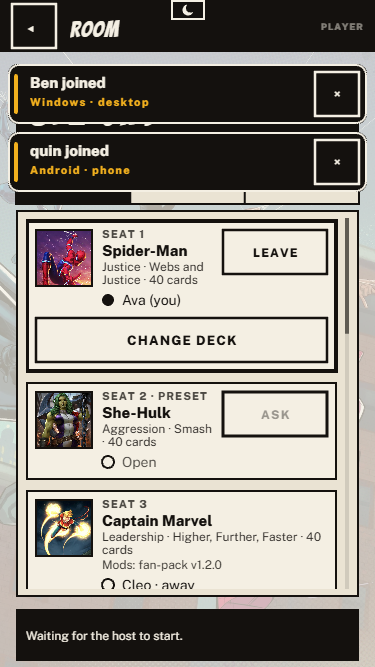 ROOM
PLAYER
Ben joined
Windows · desktop
×
quin joined
Android · phone
×
SEAT 1
Spider-Man
LEAVE
Justice · Webs and
Justice · 40 cards
Ava (you)
CHANGE DECK
SEAT 2 · PRESET
She-Hulk
ASK
Aggression · Smash
· 40 cards
Open
SEAT 3
Captain Marvel
Leadership · Higher, Further, Faster · 40
cards
Mods: fan-pack v1.2.0
Cleo · away
Waiting for the host to start.